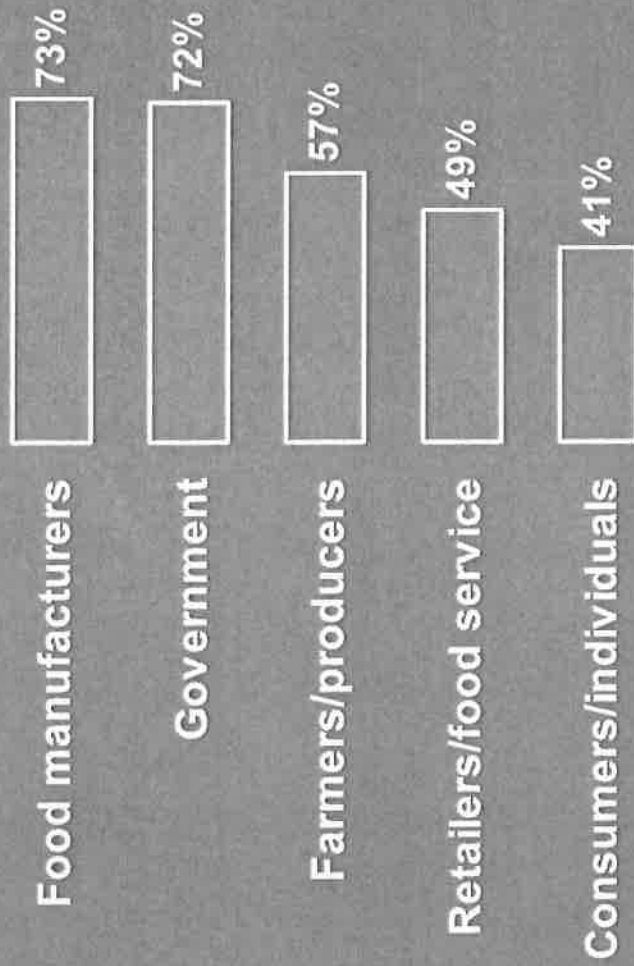 Food manufacturers 73%
Government 72%
Farmers/producers 57%
Retailers/food service 49%
Consumers/individuals 41%